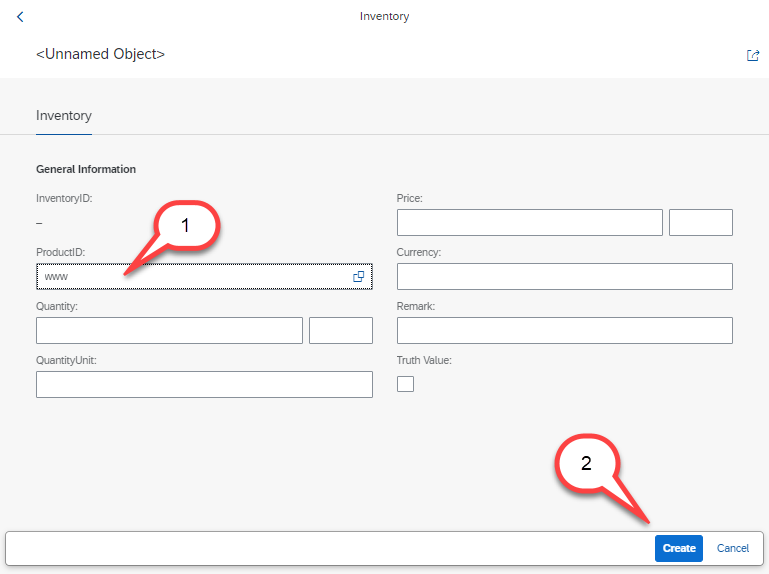 Inventory
<Unnamed Object>
Inventory
General Information
InventoryID:
–
ProductID:
www
Quantity:
QuantityUnit:
Price:
Currency:
Remark:
Truth Value:
1
2
Create
Cancel